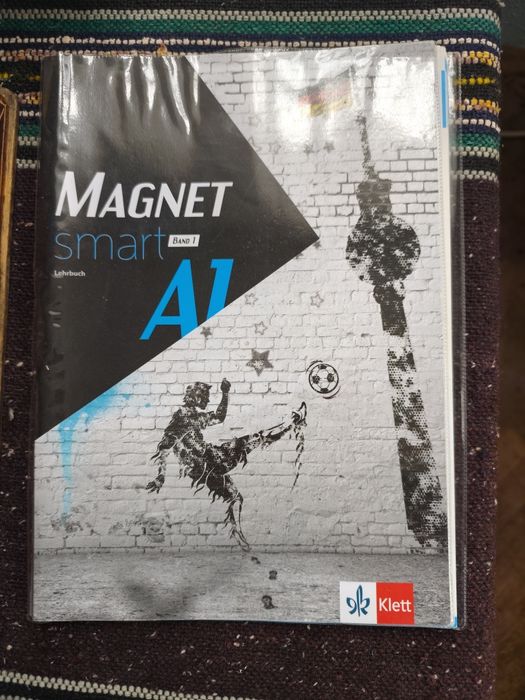 MAGNET
smart BAND 1
Lehrbuch
A1
Klett